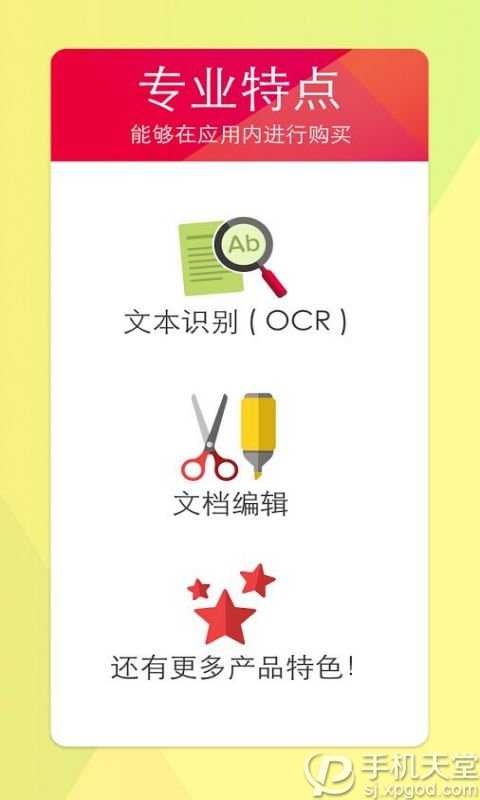 专业特点
能够在应用内进行购买
Ab
文本识别 ( OCR )
文档编辑
还有更多产品特色!
手机天堂
sj.xpgod.com